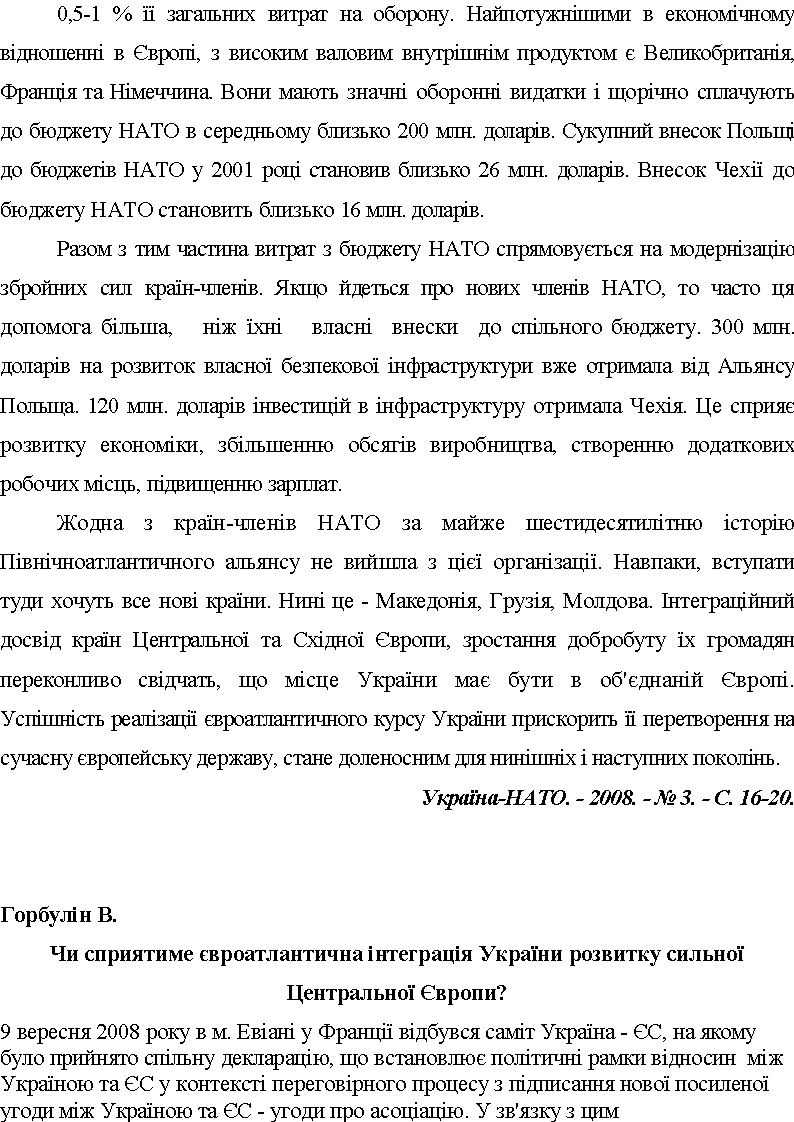 0,5-1 % її загальних витрат на оборону. Найпотужнішими в економічному
відношенні в Європі, з високим валовим внутрішнім продуктом є Великобританія,
Франція та Німеччина. Вони мають значні оборонні видатки і щорічно сплачують
до бюджету НАТО в середньому близько 200 млн. доларів. Сукупний внесок Польщі
до бюджетів НАТО у 2001 році становив близько 26 млн. доларів. Внесок Чехії до
бюджету НАТО становить близько 16 млн. доларів.
Разом з тим частина витрат з бюджету НАТО спрямовується на модернізацію
збройних сил країн-членів. Якщо йдеться про нових членів НАТО, то часто ця
допомога більша, ніж їхні власні внески до спільного бюджету. 300 млн.
доларів на розвиток власної безпекової інфраструктури вже отримала від Альянсу
Польща. 120 млн. доларів інвестицій в інфраструктуру отримала Чехія. Це сприяє
розвитку економіки, збільшенню обсягів виробництва, створенню додаткових
робочих місць, підвищенню зарплат.
Жодна з країн-членів НАТО за майже шестидесятилітню історію
Північноатлантичного альянсу не вийшла з цієї організації. Навпаки, вступати
туди хочуть все нові країни. Нині це - Македонія, Грузія, Молдова. Інтеграційний
досвід країн Центральної та Східної Європи, зростання добробуту їх громадян
переконливо свідчать, що місце України має бути в об'єднаній Європі.
Успішність реалізації євроатлантичного курсу України прискорить її перетворення на
сучасну європейську державу, стане доленосним для нинішніх і наступних поколінь.
Україна-НАТО. - 2008. - № 3. - С. 16-20.
Горбулін В.
Чи сприятиме євроатлантична інтеграція України розвитку сильної
Центральної Європи?
9 вересня 2008 року в м. Евіані у Франції відбувся саміт Україна - ЄС, на якому
було прийнято спільну декларацію, що встановлює політичні рамки відносин між
Україною та ЄС у контексті переговірного процесу з підписання нової посиленої
угоди між Україною та ЄС - угоди про асоціацію. У зв'язку з цим